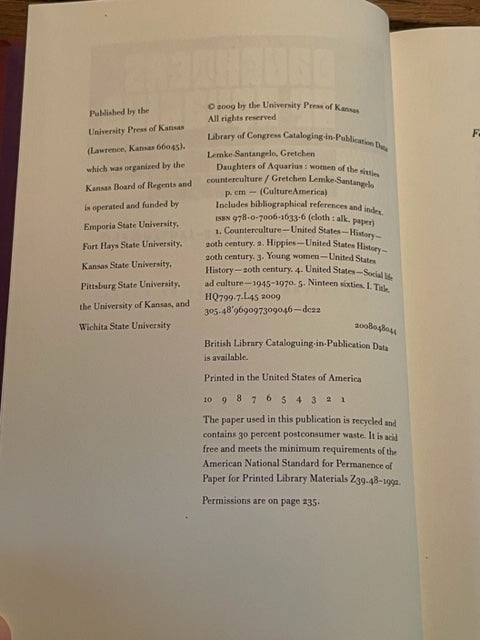 Published by the
University Press of Kansas
(Lawrence, Kansas 66045),
which was organized by the
Kansas Board of Regents and
is operated and funded by
Emporia State University,
Fort Hays State University,
Kansas State University,
Pittsburg State University,
the University of Kansas, and
Wichita State University
© 2009 by the University Press of Kansas
All rights reserved
Library of Congress Cataloging-in-Publication Data
Lemke-Santangelo, Gretchen
Daughters of Aquarius : women of the sixties
counterculture / Gretchen Lemke-Santangelo
p. cm — (CultureAmerica)
Includes bibliographical references and index.
ISBN 978-0-7006-1633-6 (cloth : alk. paper)
1. Counterculture—United States—History—
20th century. 2. Hippies—United States History—
20th century. 3. Young women—United States
History—20th century. 4. United States—Social life
ad culture—1945-1970. 5. Ninteen sixties. I. Title.
HQ799.7.L45 2009
305.48'969097309046—dc22
2008048044
British Library Cataloguing-in-Publication Data
is available.
Printed in the United States of America
10 9 8 7 6 5 4 3 2 1
The paper used in this publication is recycled and
contains 30 percent postconsumer waste. It is acid
free and meets the minimum requirements of the
American National Standard for Permanence of
Paper for Printed Library Materials Z39.48-1992.
Permissions are on page 235.